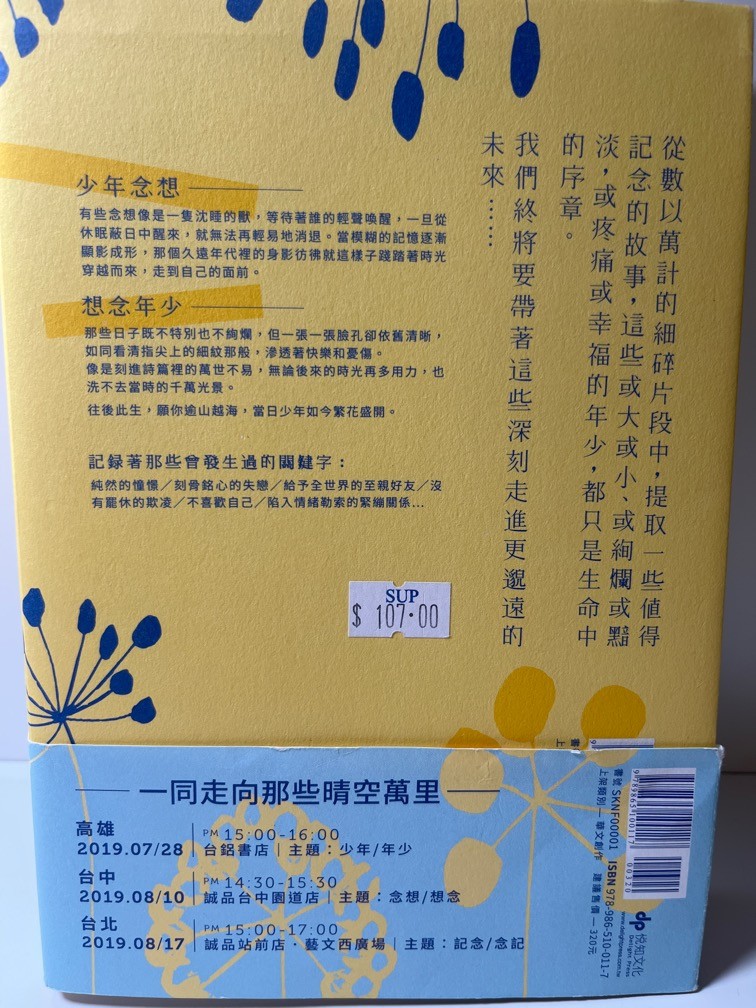 從數以萬計的細碎片段中，提取一些值得
記念的故事，這些或大或小、或絢爛或黯
淡，或疼痛或幸福的年少，都只是生命中
的序章。
我們終將要帶著這些深刻走進更邈遠的
未來……
少年念想
有些念想像是一隻沈睡的獸，等待著誰的輕聲喚醒，一旦從
休眠蔽日中醒來，就無法再輕易地消退。當模糊的記憶逐漸
顯影成形，那個久遠年代裡的身影彷彿就這樣子踐踏著時光
穿越而來，走到自己的面前。
想念年少
那些日子既不特別也不絢爛，但一張一張臉孔卻依舊清晰，
如同看清指尖上的細紋那般，滲透著快樂和憂傷。
像是刻進詩篇裡的萬世不易，無論後來的時光再多用力，也
洗不去當時的千萬光景。
往後此生，願你逾山越海，當日少年如今繁花盛開。
記録著那些曾發生過的關鍵字：
純然的憧憬／刻骨銘心的失戀／給予全世界的至親好友／沒
有罷休的欺凌／不喜歡自己／陷入情緒勒索的緊繃關係...
SUP
$ 107.00
一同走向那些晴空萬里
高雄
2019.07/28
PM 15:00-16:00
台鋁書店｜主題：少年/年少
台中
2019.08/10
PM 14:30-15:30
誠品台中園道店｜主題：念想/想念
台北
2019.08/17
PM 15:00-17:00
誠品站前店·藝文西廣場｜主題：記念/念記
書號 SKNF00001 ISBN 978-986-510-011-7
上架類別—華文創作 建議售價—320元
9789865100117
00320
dp 悅知文化
Delight Press
www.delightpress.com.tw